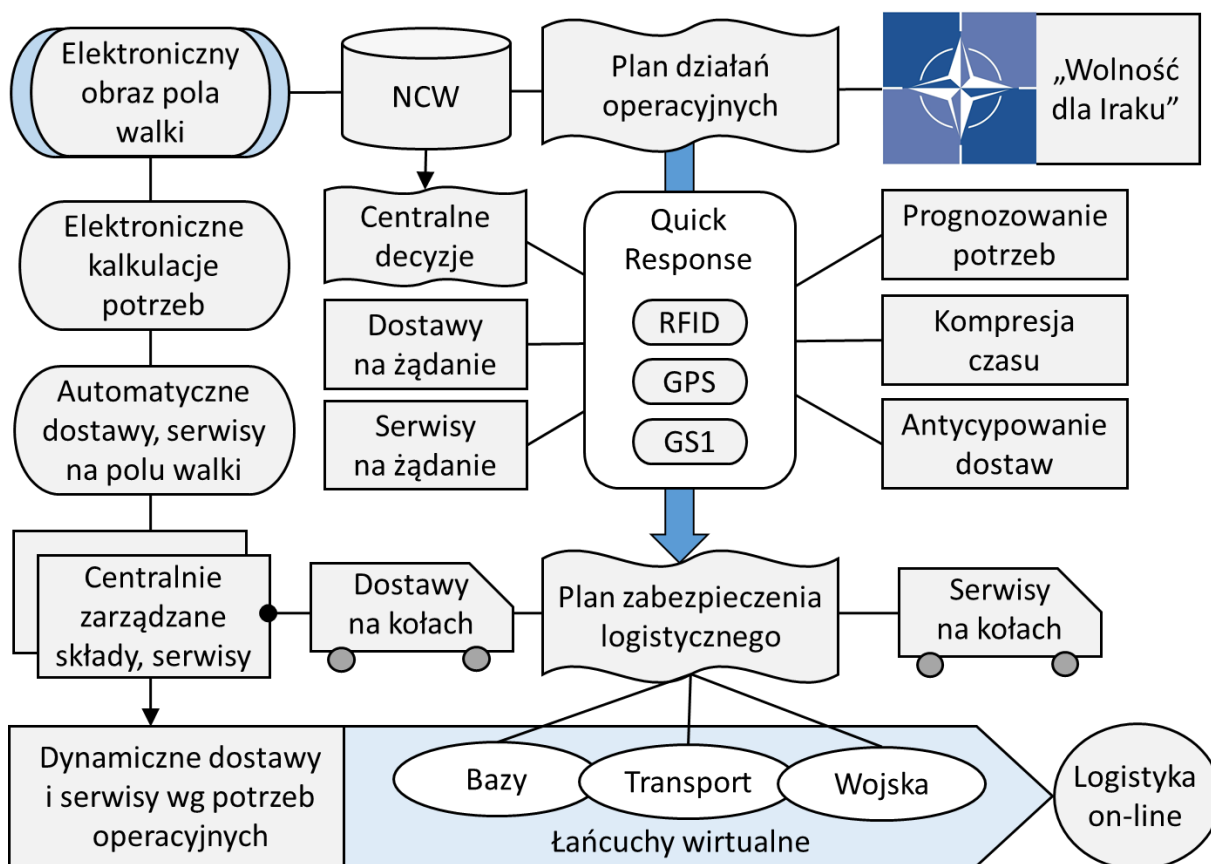 Elektroniczny
obraz pola
walki
NCW
Plan działań
operacyjnych
„Wolność
dla Iraku”
Elektroniczne
kalkulacje
potrzeb
Centralne
decyzje
Quick
Response
Prognozowanie
potrzeb
RFID
Dostawy
na żądanie
Kompresja
czasu
GPS
Automatyczne
dostawy, serwisy
na polu walki
Serwisy
na żądanie
GS1
Antycypowanie
dostaw
Centralnie
zarządzane
składy, serwisy
Dostawy
na kołach
Plan zabezpieczenia
logistycznego
Serwisy
na kołach
Dynamiczne dostawy
i serwisy wg potrzeb
operacyjnych
Bazy
Transport
Wojska
Łańcuchy wirtualne
Logistyka
on-line